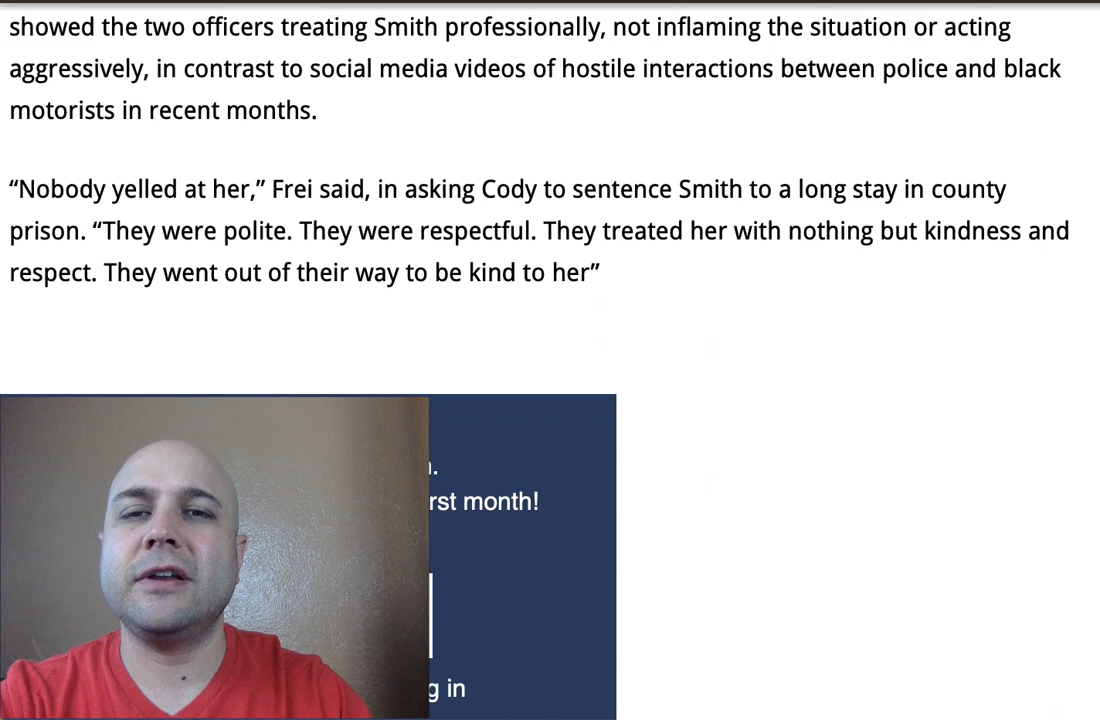 showed the two officers treating Smith professionally, not inflaming the situation or acting
aggressively, in contrast to social media videos of hostile interactions between police and black
motorists in recent months.
“Nobody yelled at her,” Frei said, in asking Cody to sentence Smith to a long stay in county
prison. “They were polite. They were respectful. They treated her with nothing but kindness and
respect. They went out of their way to be kind to her”
rst month!
g in